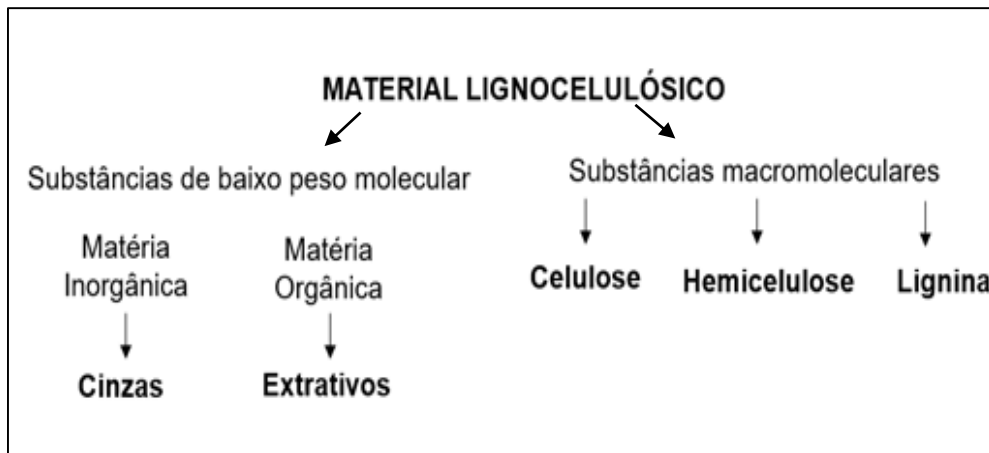 MATERIAL LIGNOCELULÓSICO
Substâncias de baixo peso molecular
Matéria
Inorgânica
Cinzas
Matéria
Orgânica
Extrativos
Substâncias macromoleculares
Celulose
Hemicelulose
Lignina